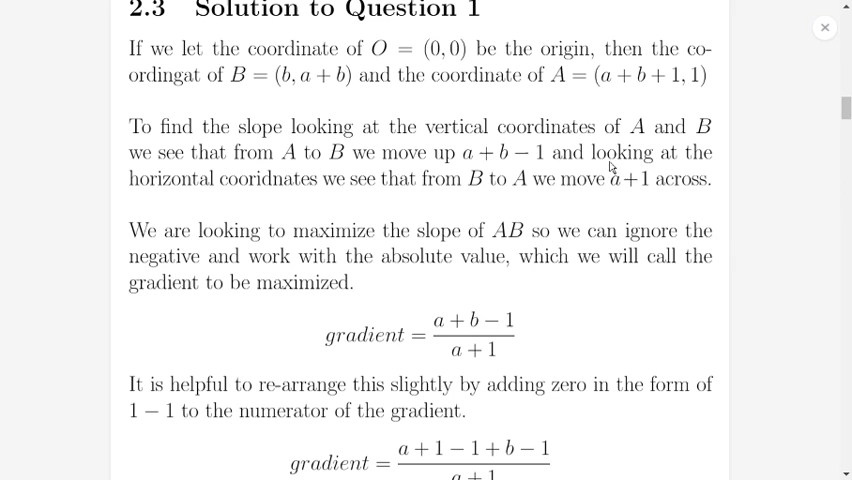 2.3 Solution to Question 1
If we let the coordinate of O = (0, 0) be the origin, then the co-
ordingat of B = (b, a + b) and the coordinate of A = (a + b + 1, 1)
To find the slope looking at the vertical coordinates of A and B
we see that from A to B we move up a + b − 1 and looking at the
horizontal cooridnates we see that from B to A we move a+1 across.
We are looking to maximize the slope of AB so we can ignore the
negative and work with the absolute value, which we will call the
gradient to be maximized.
gradient = (a + b − 1)/(a + 1)
It is helpful to re-arrange this slightly by adding zero in the form of
1 − 1 to the numerator of the gradient.
gradient = (a + 1 − 1 + b − 1)/(a + 1)